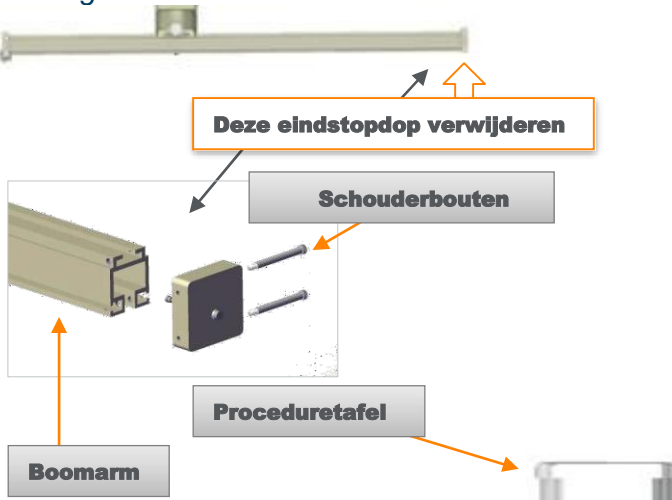 Deze eindstopdop verwijderen
Schouderbouten
Proceduretafel
Boomarm